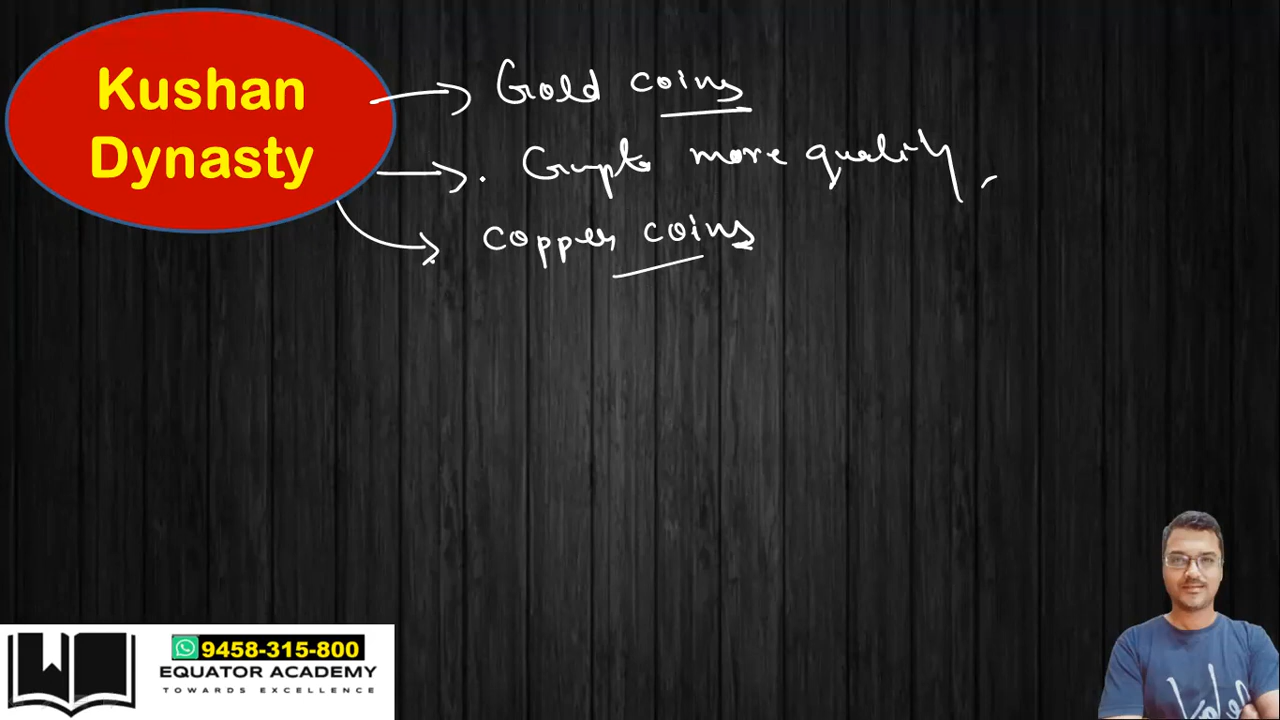 Kushan
Dynasty
Gold coins
Gupta more quality
copper coins
9458-315-800
EQUATOR ACADEMY
TOWARDS EXCELLENCE